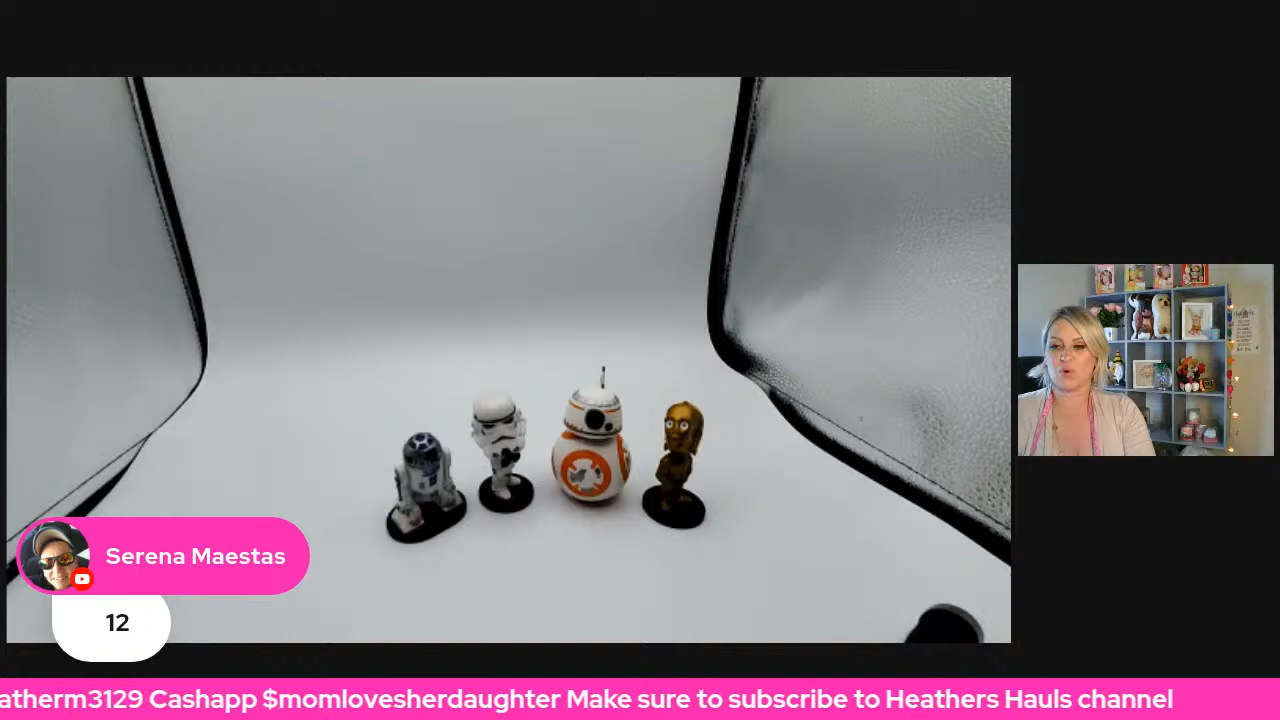 Serena Maestas
12
atherm3129 Cashapp $momlovesherdaughter Make sure to subscribe to Heathers Hauls channel